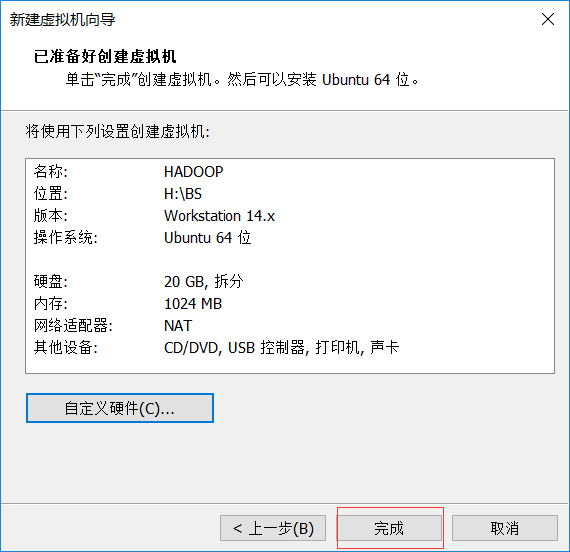 新建虚拟机向导
已准备好创建虚拟机
单击“完成”创建虚拟机。然后可以安装 Ubuntu 64 位。
将使用下列设置创建虚拟机:
名称: HADOOP
位置: H:\BS
版本: Workstation 14.x
操作系统: Ubuntu 64 位
硬盘: 20 GB, 拆分
内存: 1024 MB
网络适配器: NAT
其他设备: CD/DVD, USB 控制器, 打印机, 声卡
自定义硬件(C)...
< 上一步(B) 完成 取消